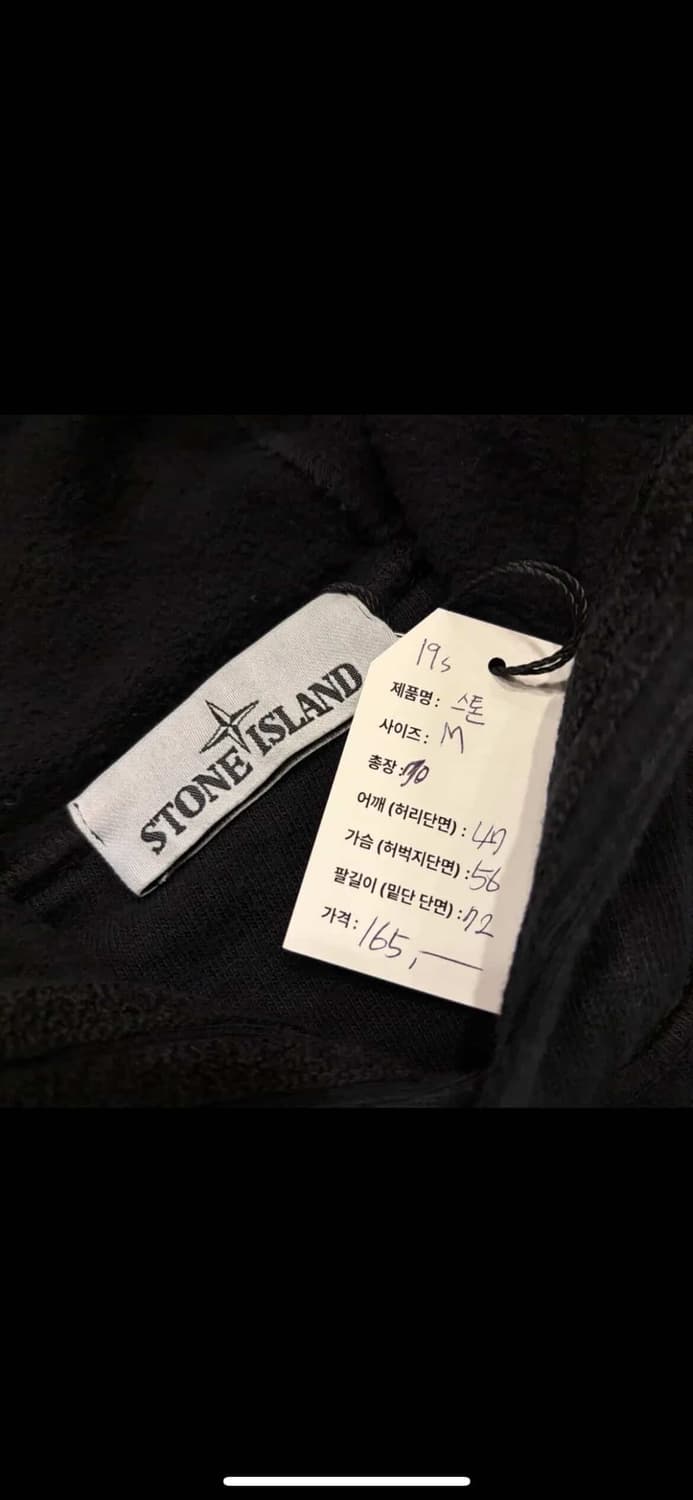 STONE ISLAND
19s
제품명: 스톤
사이즈: M
총장: 70
어깨 (허리단면) : 47
가슴 (허벅지단면) : 56
팔길이 (밑단 단면) : 72
가격: 165,—